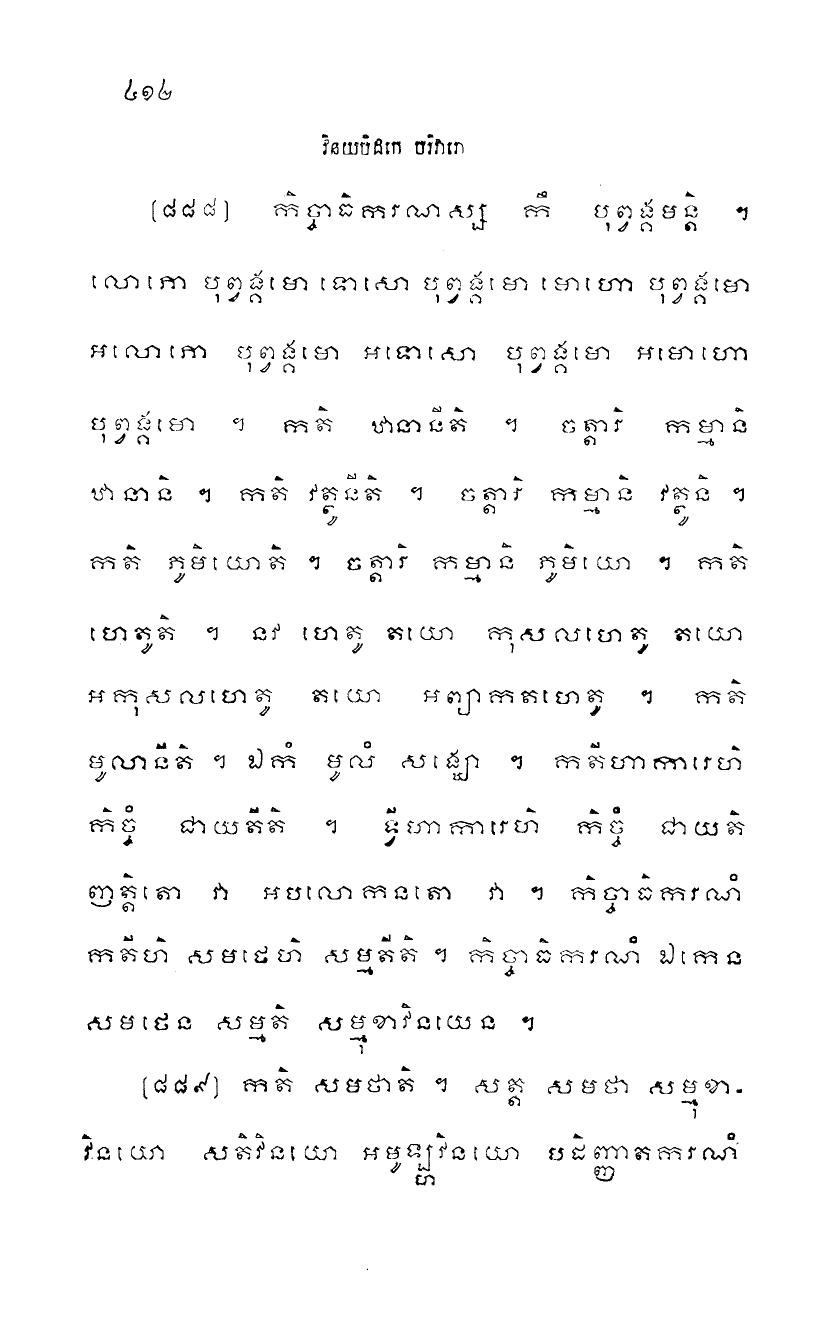 ៤១២
វិនយបិដកេ បរិវារោ
[៨៨៨] កិច្ចាធិករណស្ស កឹ បុព្វង្គមន្តិ ។
លោភោ បុព្វង្គមោ ទោសោ បុព្វង្គមោ មោហោ បុព្វង្គមោ
អលោភោ បុព្វង្គមោ អទោសោ បុព្វង្គមោ អមោហោ
បុព្វង្គមោ ។ កតិ ឋានានីតិ ។ ចត្តារិ កម្មានិ
ឋានានិ ។ កតិ វត្ថូនីតិ ។ ចត្តារិ កម្មានិ វត្ថូនិ ។
កតិ ភូមិយោតិ ។ ចត្តារិ កម្មានិ ភូមិយោ ។ កតិ
ហេតូតិ ។ នវ ហេតូ តយោ កុសលហេតូ តយោ
អកុសលហេតូ តយោ អព្យាកតហេតូ ។ កតិ
មូលានីតិ ។ ឯកំ មូលំ សង្ឃោ ។ កតីហាការេហិ
កិច្ចំ ជាយតីតិ ។ ទ្វីហាការេហិ កិច្ចំ ជាយតិ
ញត្តិតោ វា អបលោកនតោ វា ។ កិច្ចាធិករណំ
កតីហិ សមថេហិ សម្មតីតិ ។ កិច្ចាធិករណំ ឯកេន
សមថេន សម្មតិ សម្មុខាវិនយេន ។
[៨៨៩] កតិ សមថាតិ ។ សត្ត សមថា សម្មុខា-
វិនយោ សតិវិនយោ អមូឡ្ហវិនយោ បដិញ្ញាតករណំ